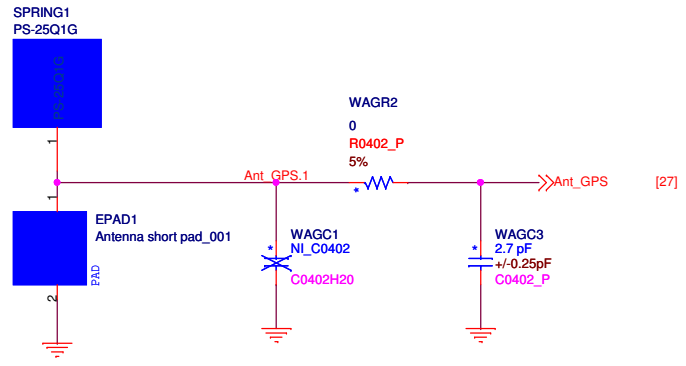 SPRING1
PS-25Q1G
PS-25Q1G
1
WAGR2
0
R0402_P
5%
Ant_GPS.1
*
Ant_GPS
[27]
1
EPAD1
Antenna short pad_001
PAD
2
WAGC1
* NI_C0402
C0402H20
WAGC3
* 2.7 pF
+/-0.25pF
C0402_P